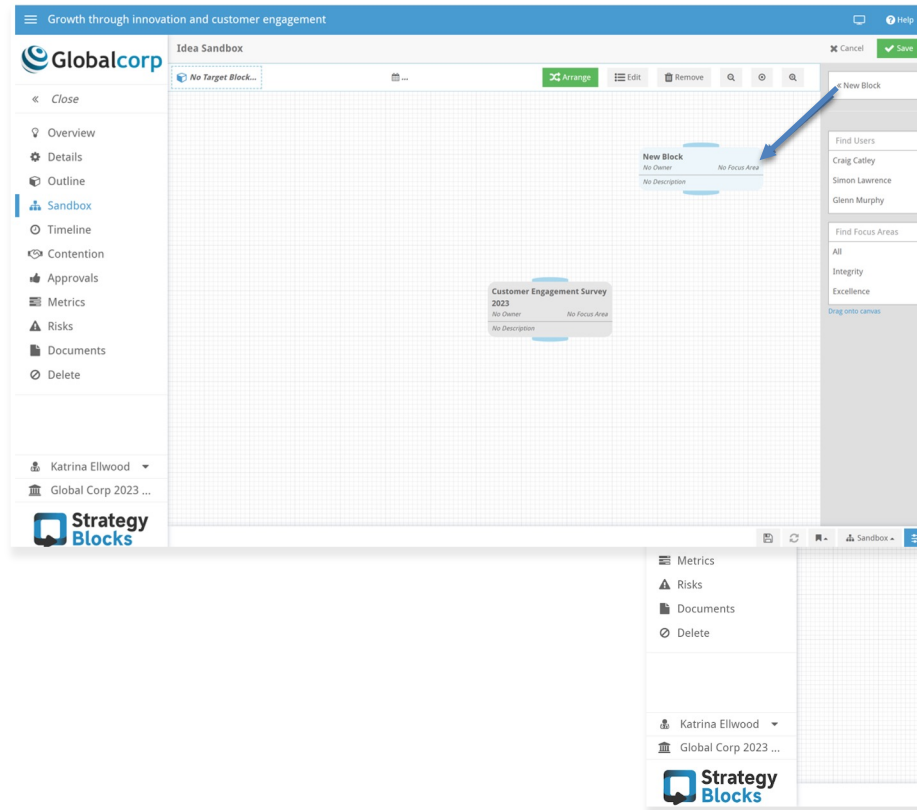 Growth through innovation and customer engagement
Help
Globalcorp
Idea Sandbox
Cancel
Save
No Target Block...
...
Arrange
Edit
Remove
« New Block
« Close
Overview
Details
Outline
Sandbox
Timeline
Contention
Approvals
Metrics
Risks
Documents
Delete
New Block
No Owner
No Focus Area
No Description
Customer Engagement Survey
2023
No Owner
No Focus Area
No Description
Find Users
Craig Catley
Simon Lawrence
Glenn Murphy
Find Focus Areas
All
Integrity
Excellence
Drag onto canvas
Katrina Ellwood
Global Corp 2023 ...
Strategy
Blocks
Sandbox
Metrics
Risks
Documents
Delete
Katrina Ellwood
Global Corp 2023 ...
Strategy
Blocks